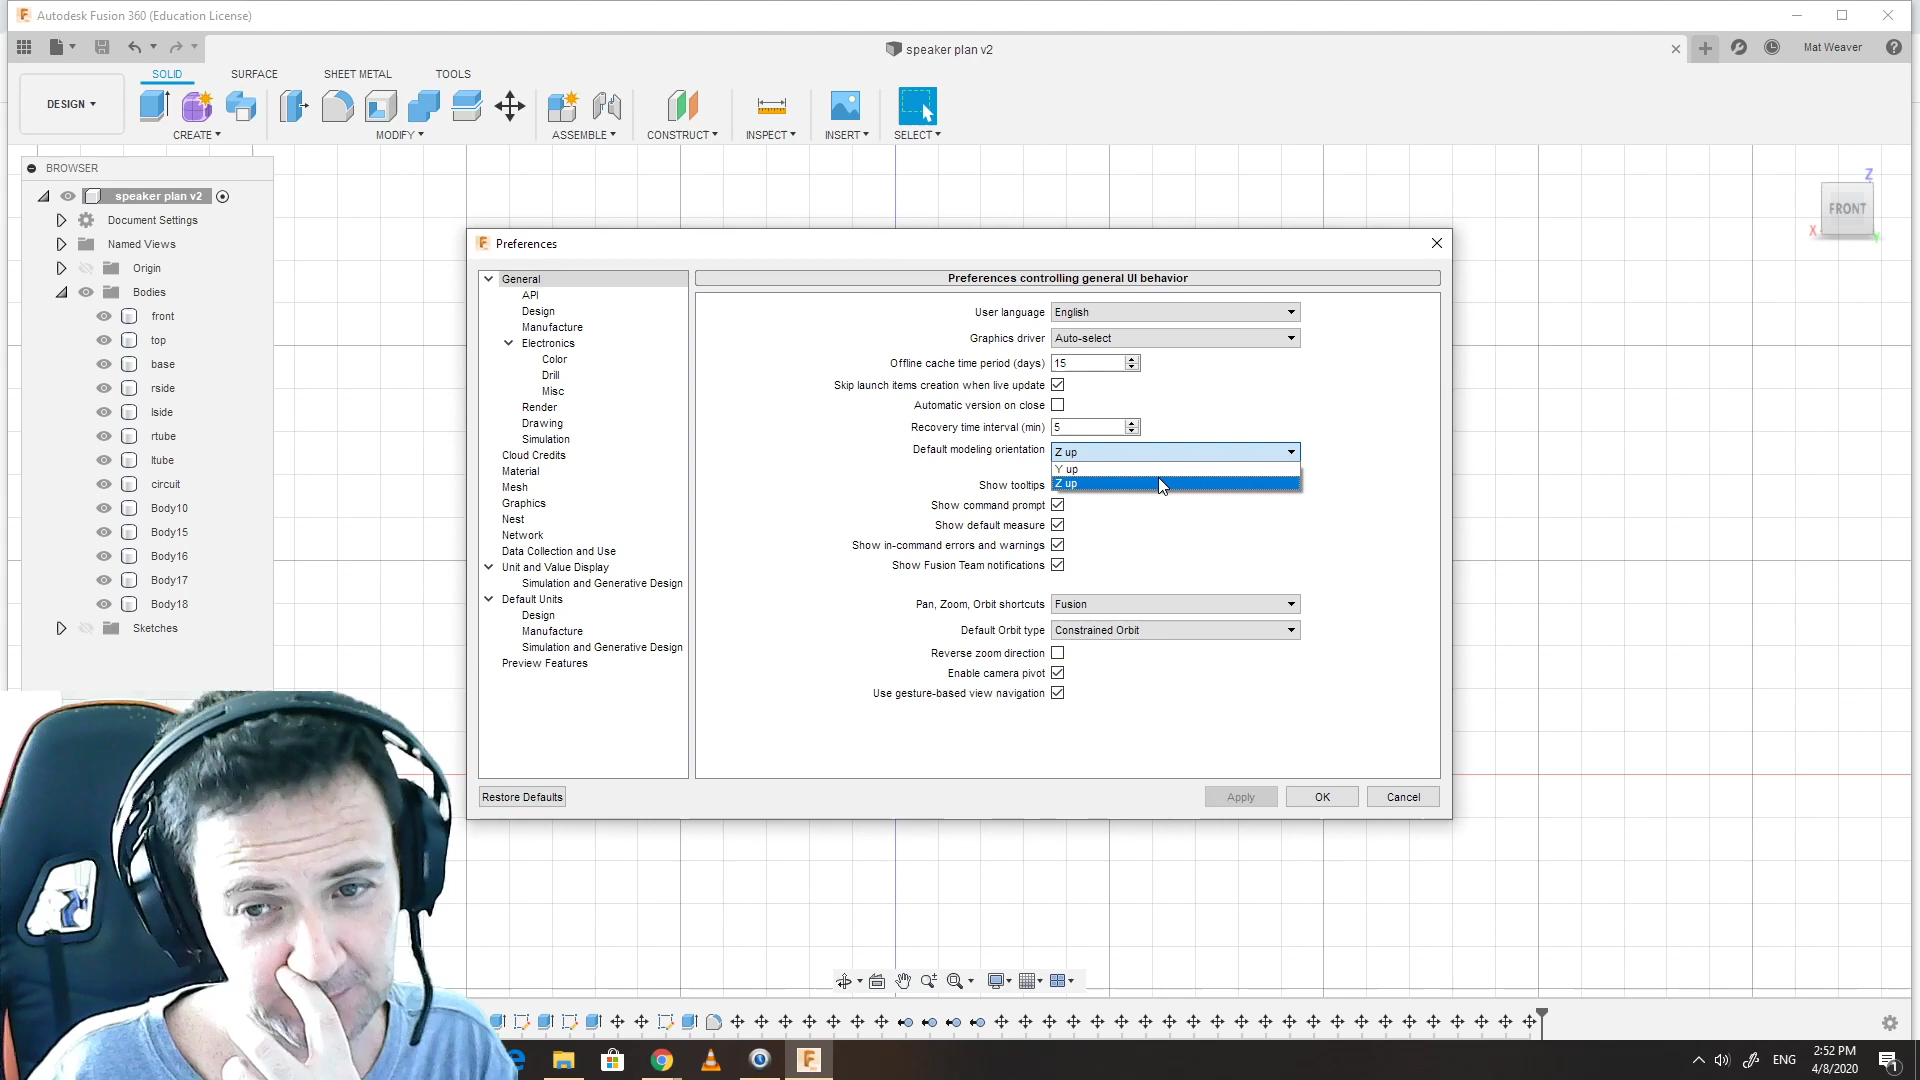 Autodesk Fusion 360 (Education License)
speaker plan v2
Mat Weaver
SOLID SURFACE SHEET METAL TOOLS
DESIGN
CREATE MODIFY ASSEMBLE CONSTRUCT INSPECT INSERT SELECT
BROWSER
speaker plan v2
Document Settings
Named Views
Origin
Bodies
front
top
base
rside
lside
rtube
ltube
circuit
Body10
Body15
Body16
Body17
Body18
Sketches
Z
FRONT
X
Y
Preferences
General
API
Design
Manufacture
Electronics
Color
Drill
Misc
Render
Drawing
Simulation
Cloud Credits
Material
Mesh
Graphics
Nest
Network
Data Collection and Use
Unit and Value Display
Simulation and Generative Design
Default Units
Design
Manufacture
Simulation and Generative Design
Preview Features
Preferences controlling general UI behavior
User language English
Graphics driver Auto-select
Offline cache time period (days) 15
Skip launch items creation when live update
Automatic version on close
Recovery time interval (min) 5
Default modeling orientation Z up
Y up
Show tooltips Z up
Show command prompt
Show default measure
Show in-command errors and warnings
Show Fusion Team notifications
Pan, Zoom, Orbit shortcuts Fusion
Default Orbit type Constrained Orbit
Reverse zoom direction
Enable camera pivot
Use gesture-based view navigation
Restore Defaults Apply OK Cancel
ENG
2:52 PM
4/8/2020
1